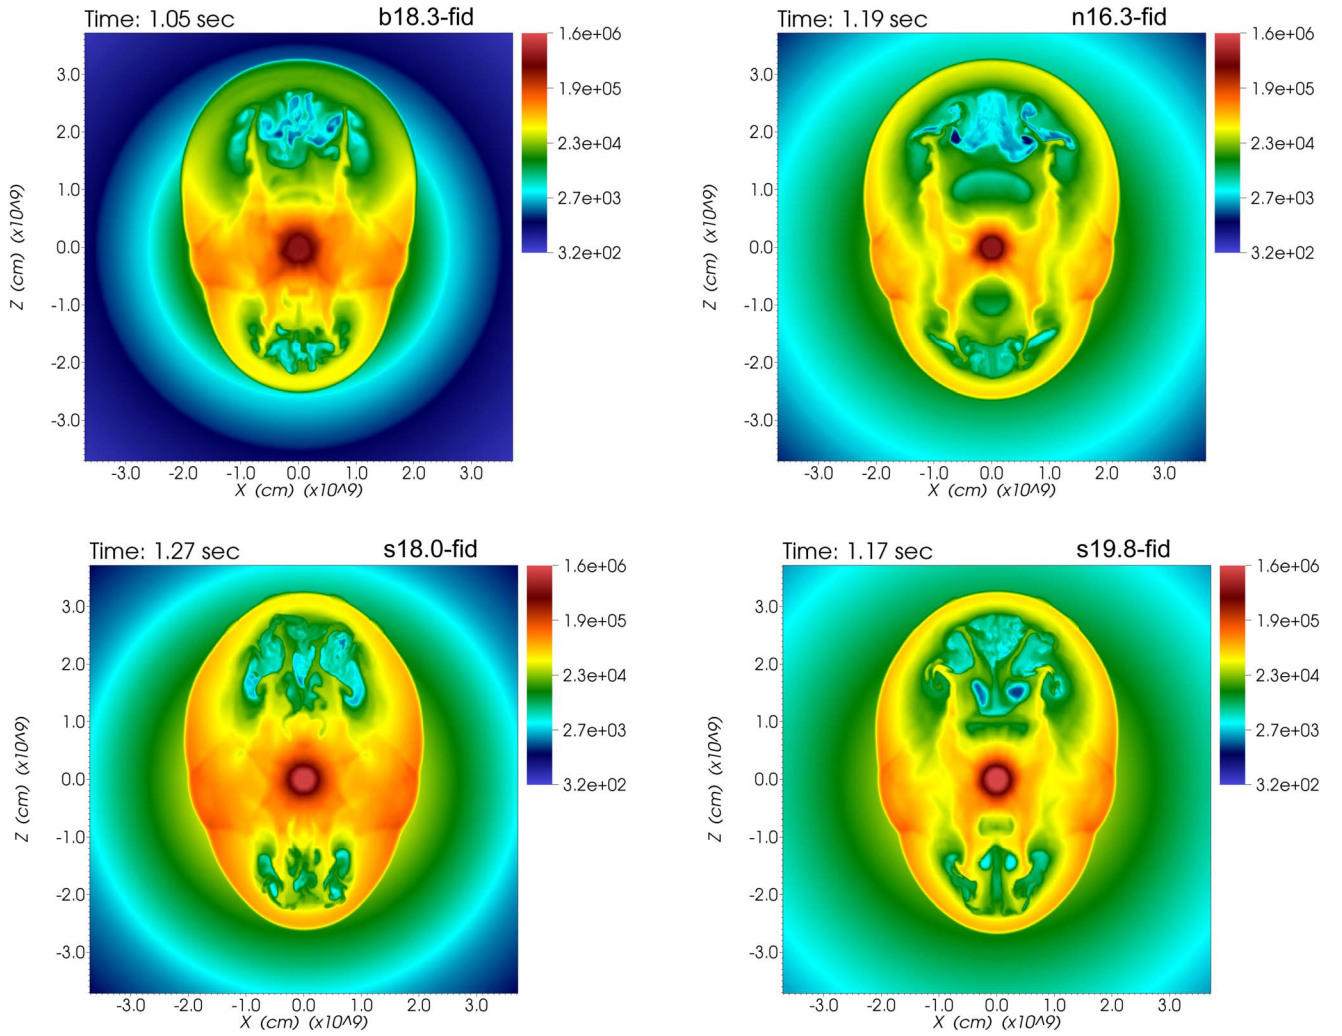 Time: 1.05 sec b18.3-fid
1.6e+06
1.9e+05
2.3e+04
2.7e+03
3.2e+02
3.0
2.0
1.0
0.0
-1.0
-2.0
-3.0
Z (cm) (x10^9)
-3.0 -2.0 -1.0 0.0 1.0 2.0 3.0
X (cm) (x10^9)
Time: 1.19 sec n16.3-fid
1.6e+06
1.9e+05
2.3e+04
2.7e+03
3.2e+02
3.0
2.0
1.0
0.0
-1.0
-2.0
-3.0
Z (cm) (x10^9)
-3.0 -2.0 -1.0 0.0 1.0 2.0 3.0
X (cm) (x10^9)
Time: 1.27 sec s18.0-fid
1.6e+06
1.9e+05
2.3e+04
2.7e+03
3.2e+02
3.0
2.0
1.0
0.0
-1.0
-2.0
-3.0
Z (cm) (x10^9)
-3.0 -2.0 -1.0 0.0 1.0 2.0 3.0
X (cm) (x10^9)
Time: 1.17 sec s19.8-fid
1.6e+06
1.9e+05
2.3e+04
2.7e+03
3.2e+02
3.0
2.0
1.0
0.0
-1.0
-2.0
-3.0
Z (cm) (x10^9)
-3.0 -2.0 -1.0 0.0 1.0 2.0 3.0
X (cm) (x10^9)